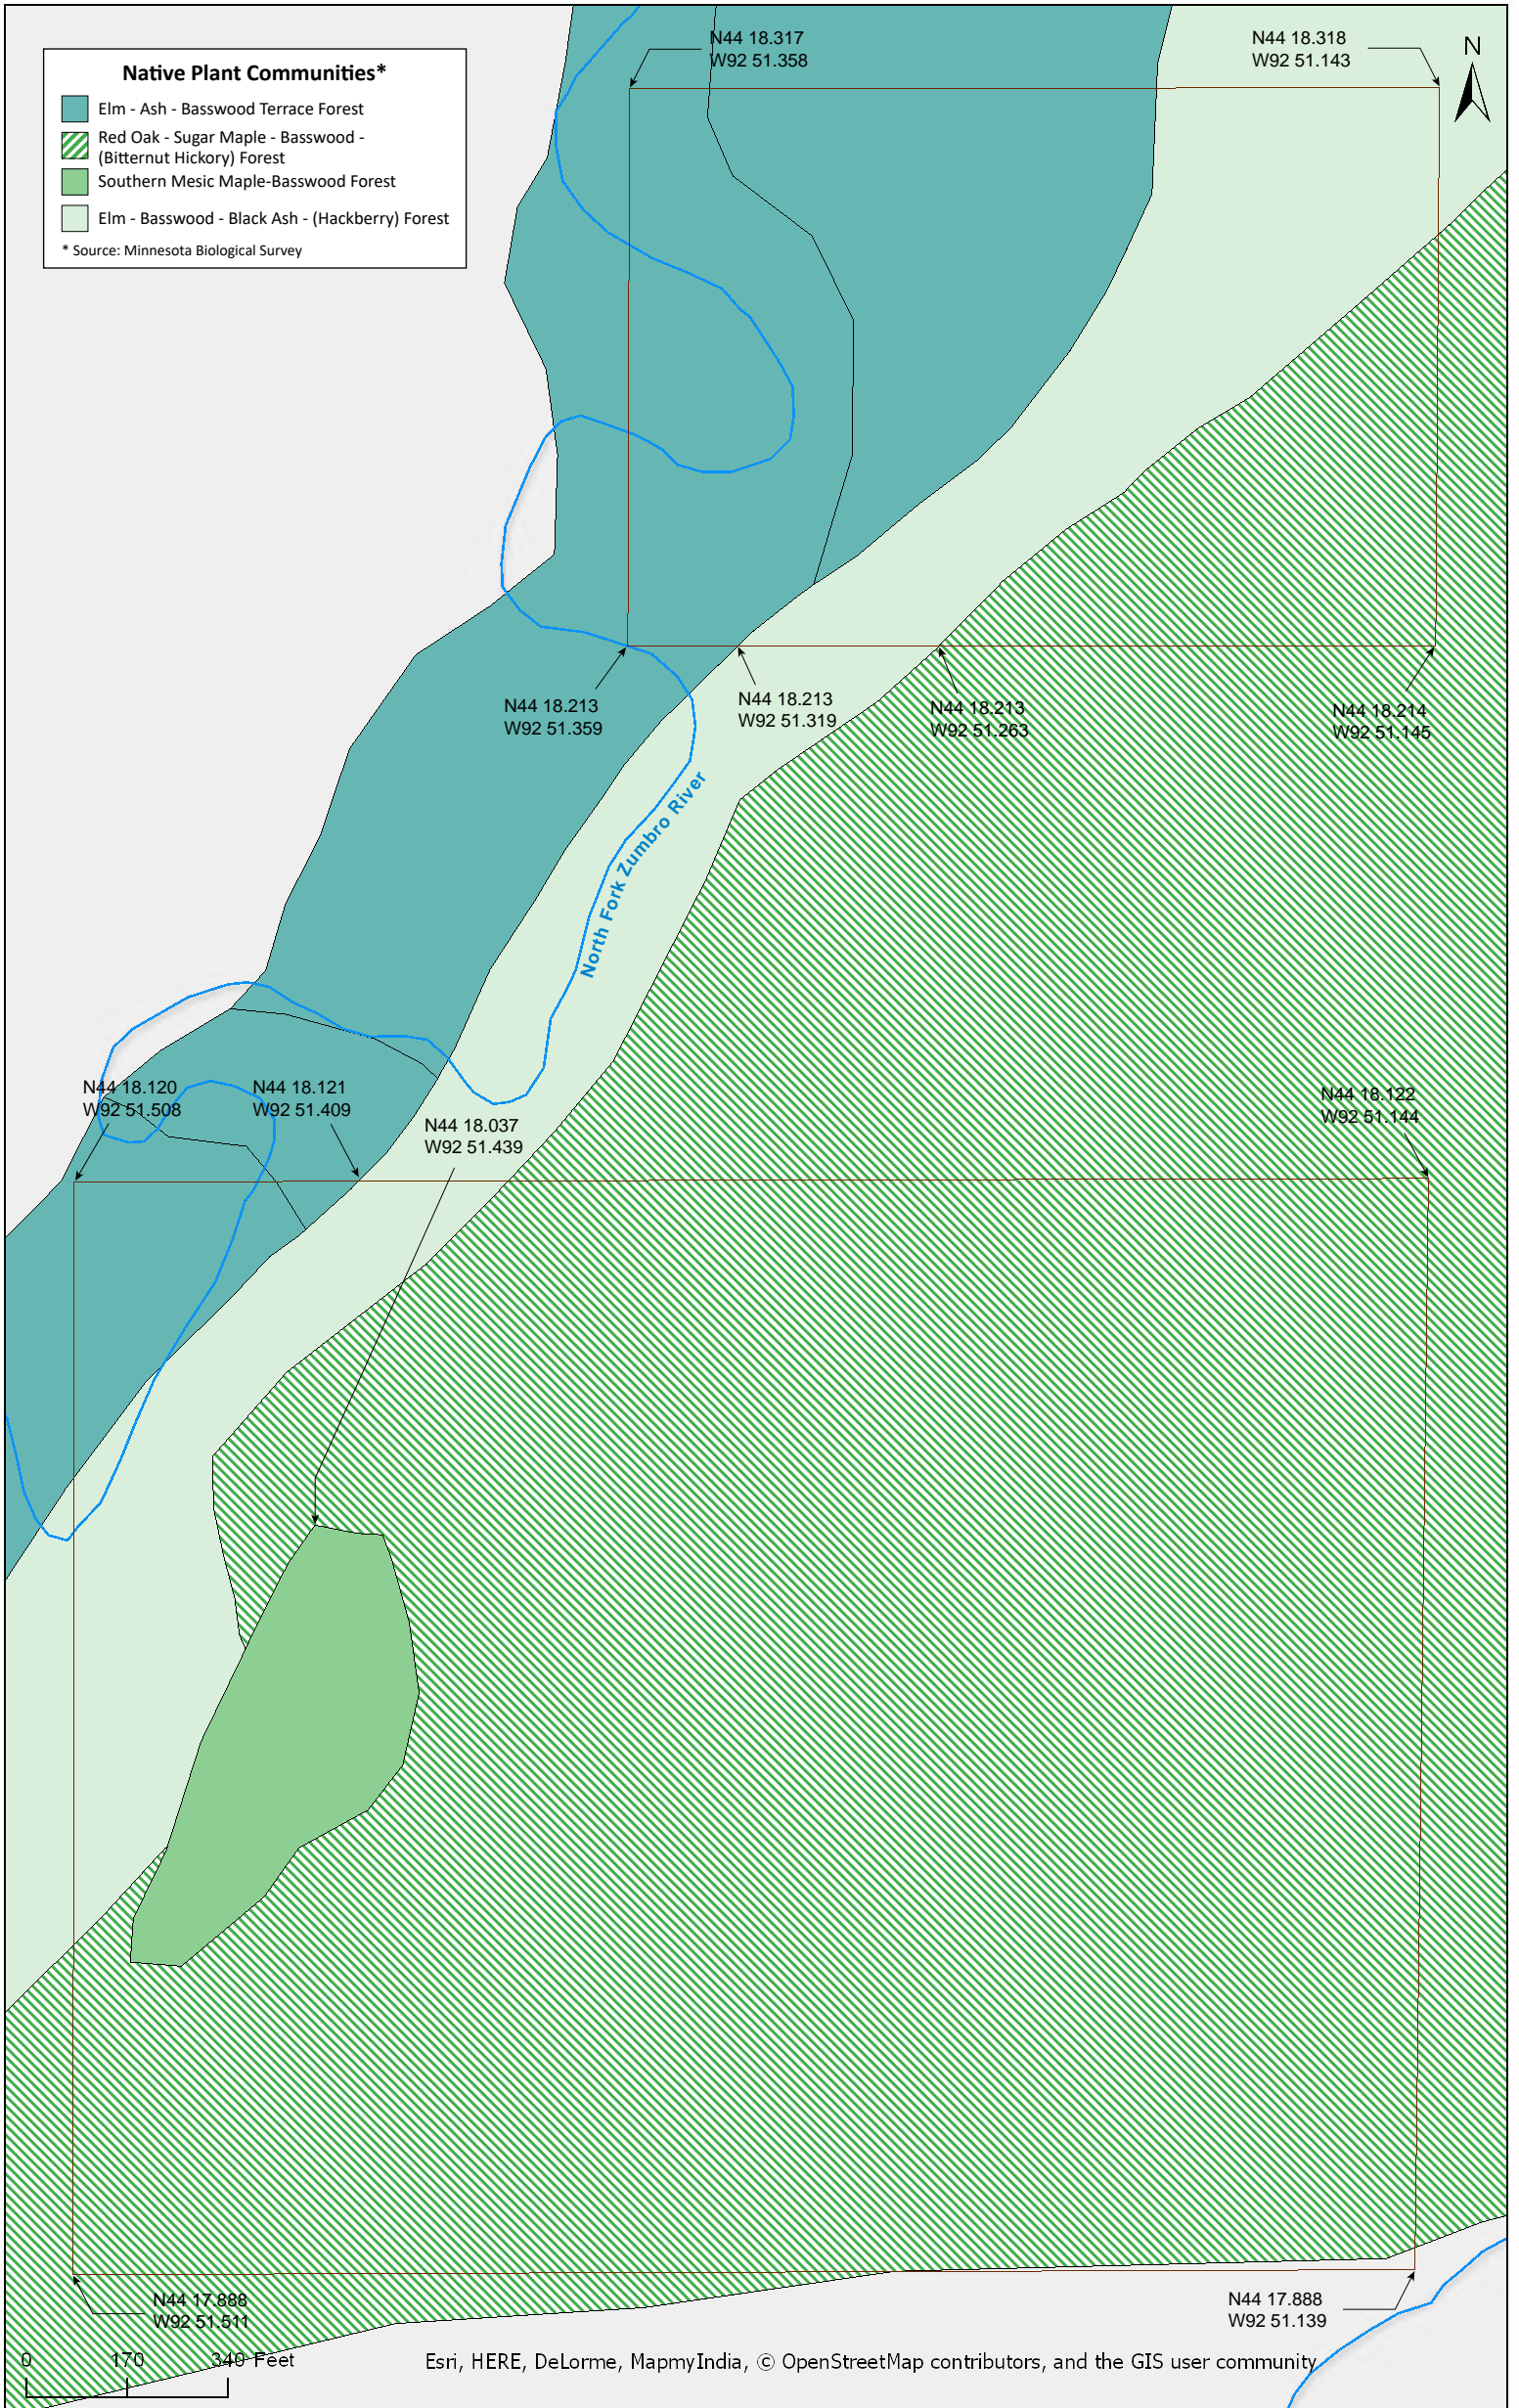 N44 18.317
W92 51.358
N44 18.318
W92 51.143
N
Native Plant Communities*
Elm - Ash - Basswood Terrace Forest
Red Oak - Sugar Maple - Basswood -
(Bitternut Hickory) Forest
Southern Mesic Maple-Basswood Forest
Elm - Basswood - Black Ash - (Hackberry) Forest
* Source: Minnesota Biological Survey
N44 18.213
W92 51.359
N44 18.213
W92 51.319
N44 18.213
W92 51.263
N44 18.214
W92 51.145
North Fork Zumbro River
N44 18.120
W92 51.508
N44 18.121
W92 51.409
N44 18.037
W92 51.439
N44 18.122
W92 51.144
N44 17.888
W92 51.511
N44 17.888
W92 51.139
0 170 340 Feet
Esri, HERE, DeLorme, MapmyIndia, © OpenStreetMap contributors, and the GIS user community